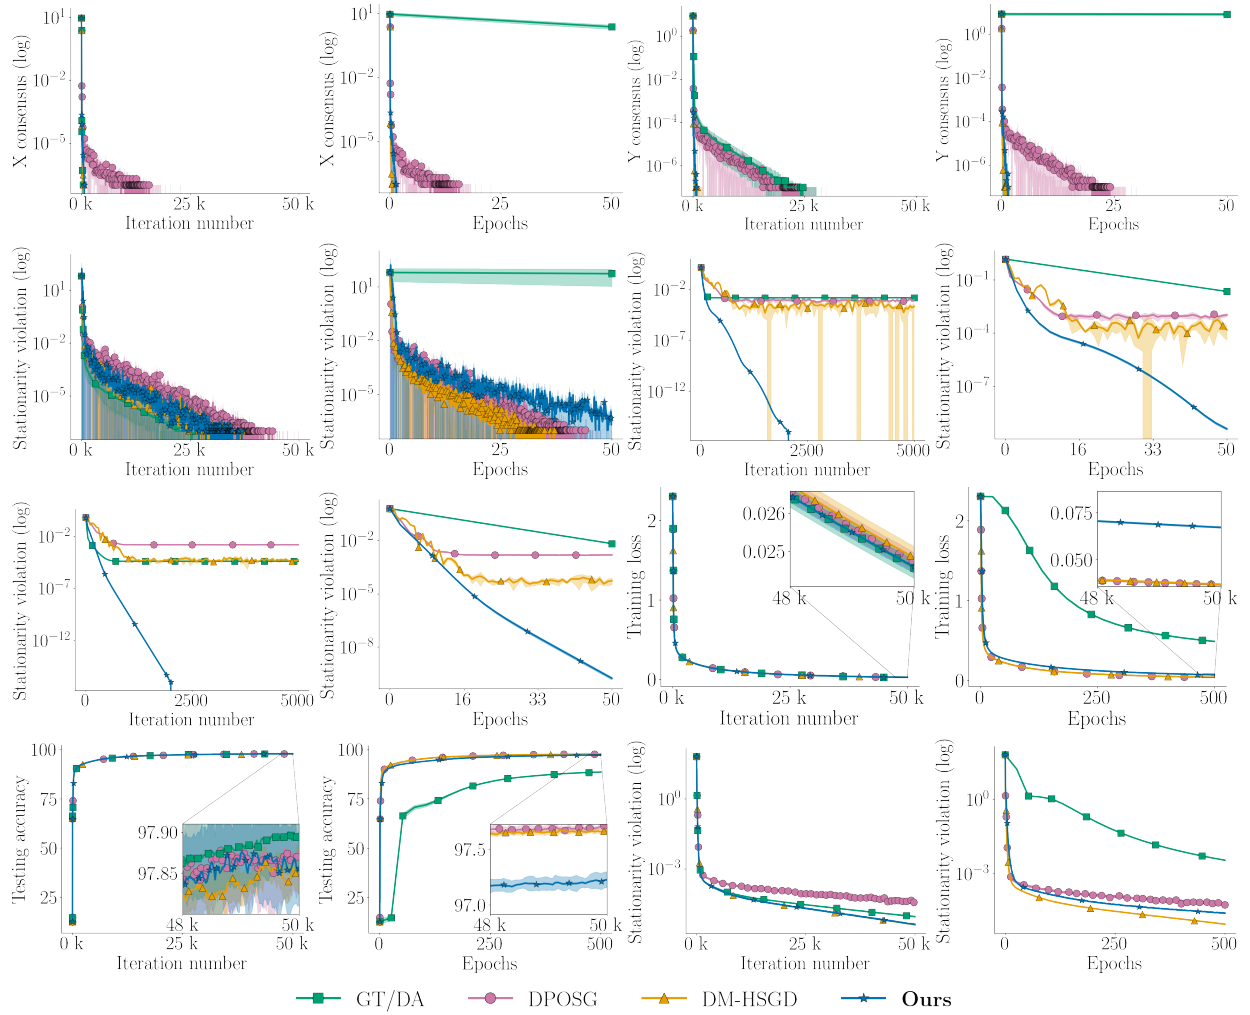 X consensus (log)
10^1
10^-2
10^-5
0 k
25 k
50 k
Iteration number
X consensus (log)
10^1
10^-2
10^-5
0
25
50
Epochs
Y consensus (log)
10^0
10^-2
10^-4
10^-6
0 k
25 k
50 k
Iteration number
Y consensus (log)
10^0
10^-2
10^-4
10^-6
0
25
50
Epochs
Stationarity violation (log)
10^1
10^-2
10^-5
0 k
25 k
50 k
Iteration number
Stationarity violation (log)
10^1
10^-2
10^-5
0
25
50
Epochs
Stationarity violation (log)
10^-2
10^-7
10^-12
0
2500
5000
Iteration number
Stationarity violation (log)
10^-1
10^-4
10^-7
0
16
33
50
Epochs
Stationarity violation (log)
10^-2
10^-7
10^-12
0
2500
5000
Iteration number
Stationarity violation (log)
10^-2
10^-5
10^-8
0
16
33
50
Epochs
Training loss
2
1
0
0.026
0.025
48 k
50 k
0 k
25 k
50 k
Iteration number
Training loss
2
1
0
0.075
0.050
48 k
50 k
0
250
500
Epochs
Testing accuracy
100
75
50
25
97.90
97.85
48 k
50 k
0 k
25 k
50 k
Iteration number
Testing accuracy
100
75
50
25
97.5
97.0
490
500
0
250
500
Epochs
Stationarity violation (log)
10^0
10^-3
0 k
25 k
50 k
Iteration number
Stationarity violation (log)
10^0
10^-3
0
250
500
Epochs
GT/DA
DPOSG
DM-HSGD
Ours